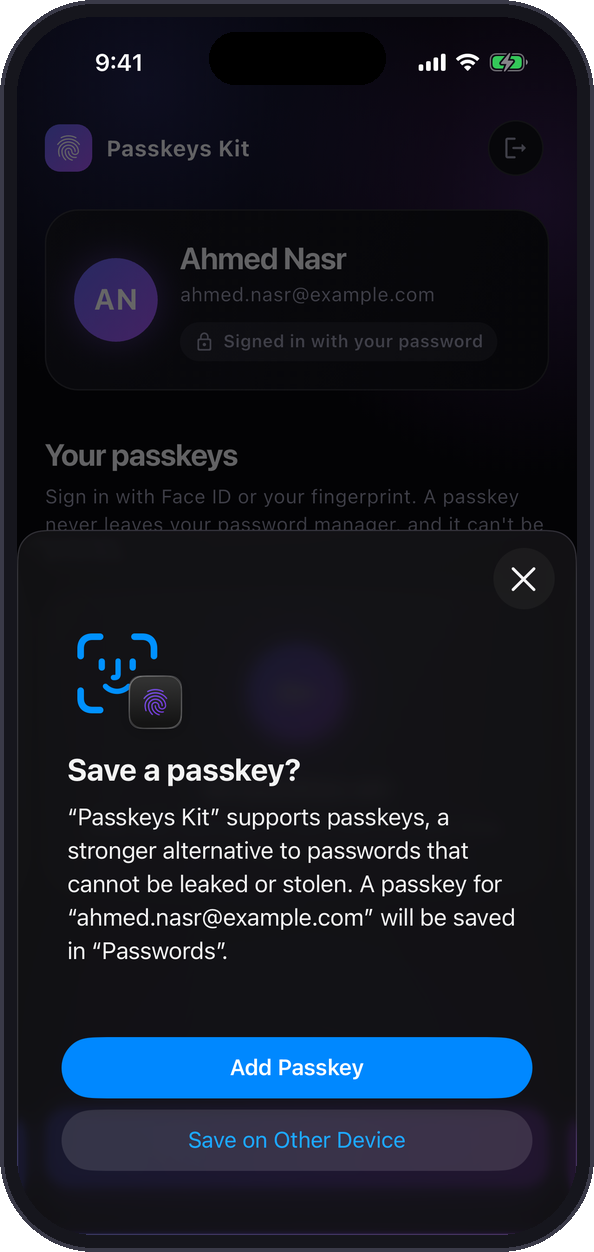 9:41
Passkeys Kit
AN
Ahmed Nasr
ahmed.nasr@example.com
Signed in with your password
Your passkeys
Sign in with Face ID or your fingerprint. A passkey
never leaves your password manager, and it can't be
Save a passkey?
“Passkeys Kit” supports passkeys, a
stronger alternative to passwords that
cannot be leaked or stolen. A passkey for
“ahmed.nasr@example.com” will be saved
in “Passwords”.
Add Passkey
Save on Other Device